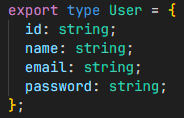 export type User = {
  id: string;
  name: string;
  email: string;
  password: string;
};